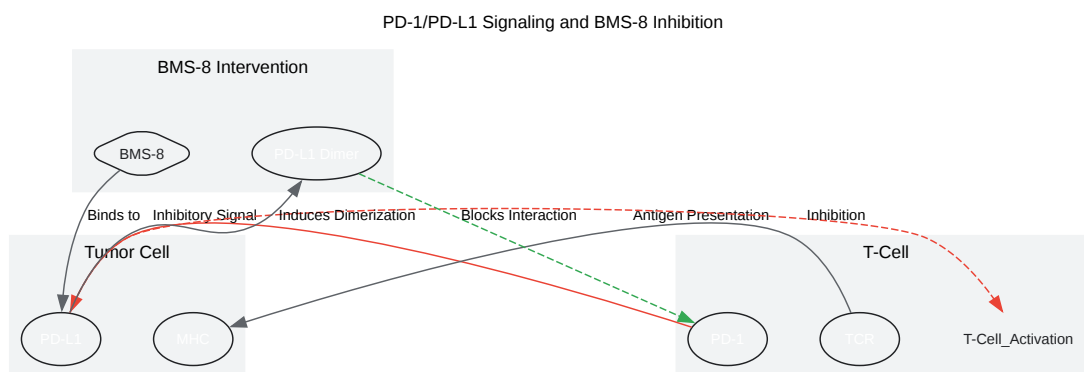 PD-1/PD-L1 Signaling and BMS-8 Inhibition
BMS-8 Intervention
BMS-8
PD-L1 Dimer
Binds to
Inhibitory Signal
Induces Dimerization
Blocks Interaction
Antigen Presentation
Inhibition
Tumor Cell
T-Cell
PD-L1
MHC
PD-1
TCR
T-Cell_Activation